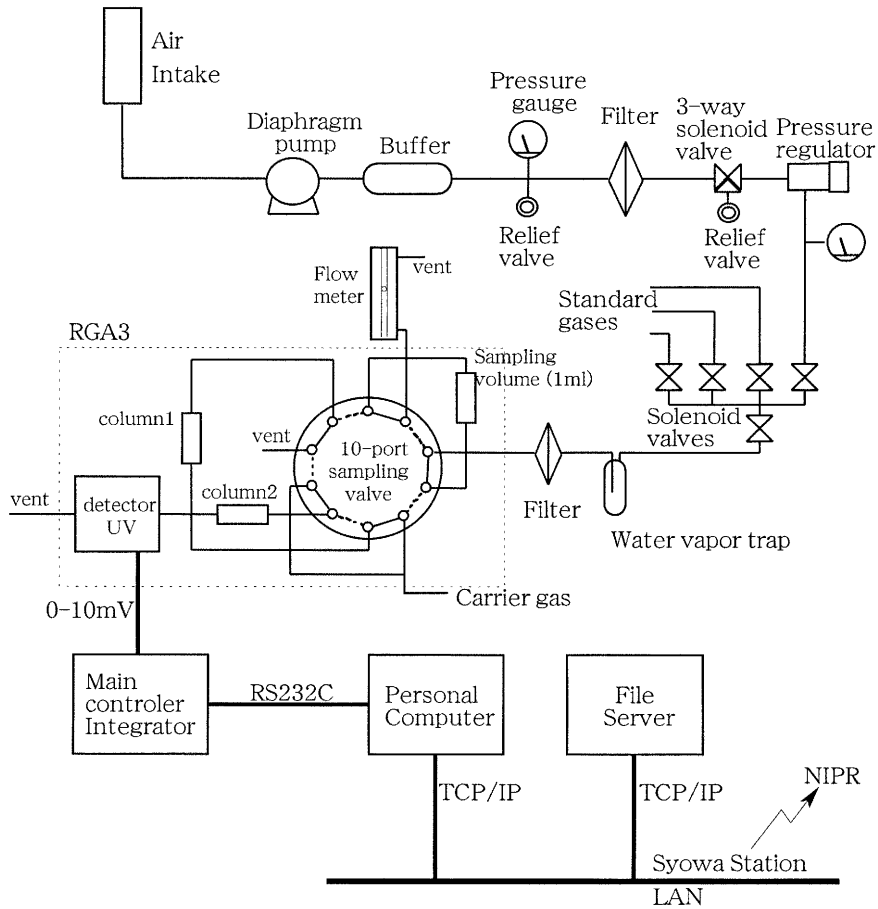 Air
Intake
Diaphragm
pump
Buffer
Pressure
gauge
Filter
3-way
solenoid
valve
Pressure
regulator
Relief
valve
Relief
valve
Flow
meter
vent
Standard
gases
RGA3
Sampling
volume (1ml)
column1
vent
10-port
sampling
valve
Solenoid
valves
vent
detector
UV
column2
Filter
Water vapor trap
Carrier gas
0-10mV
Main
controler
Integrator
RS232C
Personal
Computer
File
Server
TCP/IP
TCP/IP
NIPR
Syowa Station
LAN